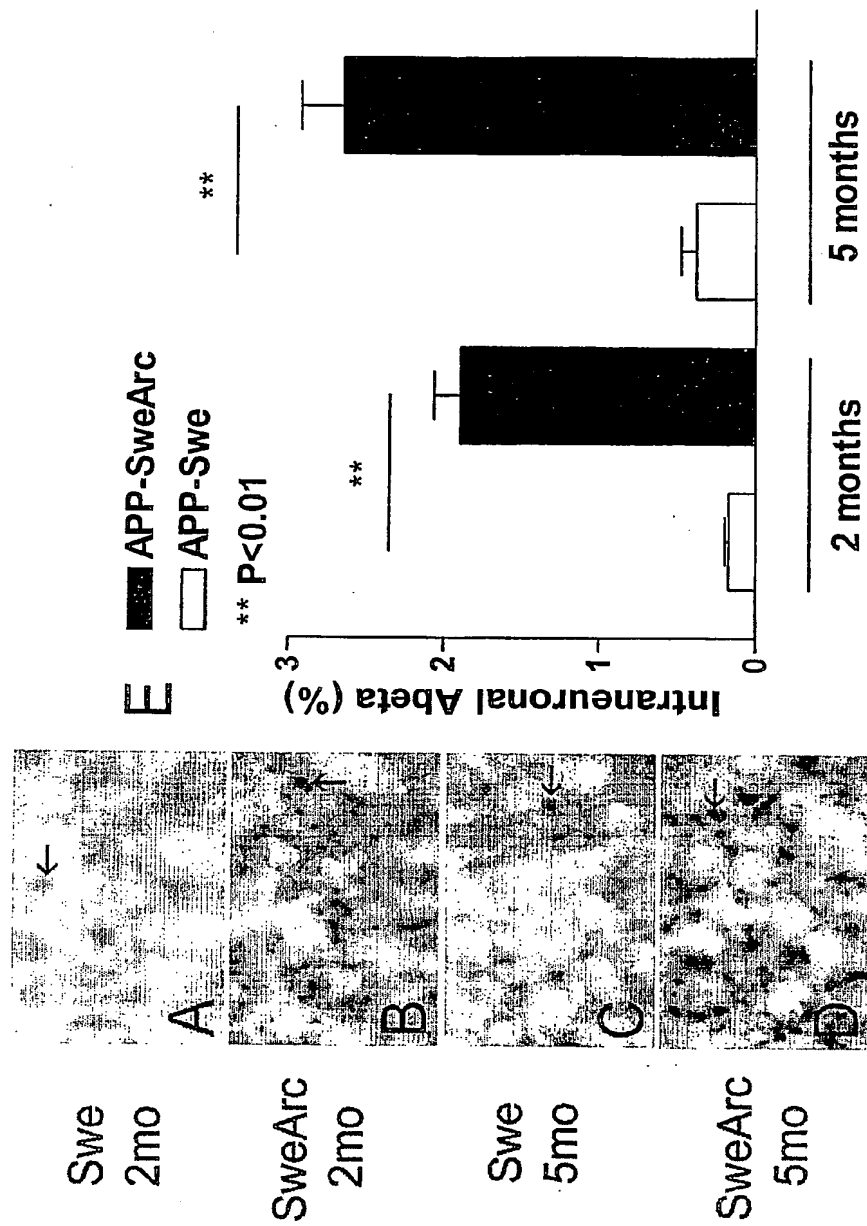 Swe
2mo
A
SweArc
2mo
B
Swe
5mo
C
SweArc
5mo
D
E
APP-SweArc
APP-Swe
** P<0.01
Intraneuronal Abeta (%)
3
2
1
0
**
**
2 months
5 months